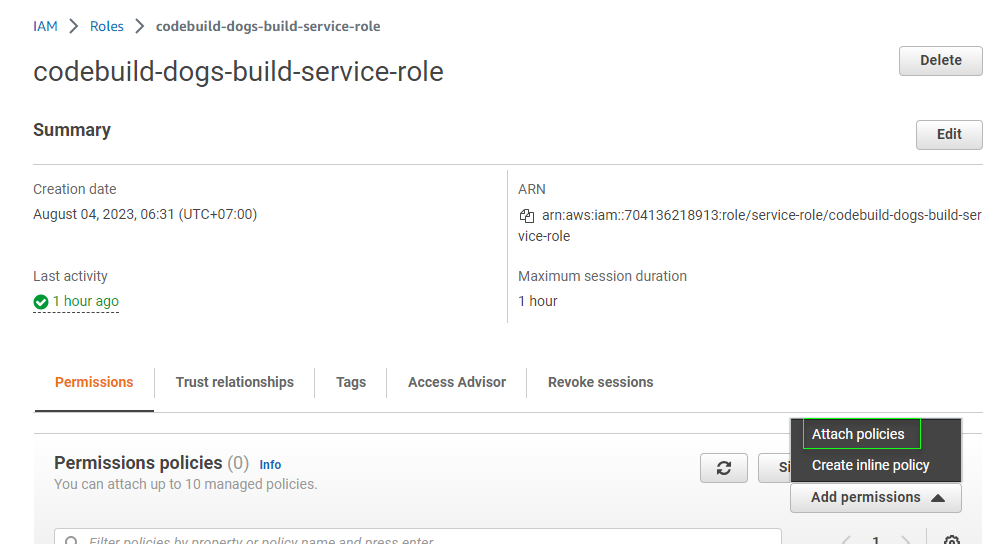 IAM > Roles > codebuild-dogs-build-service-role
codebuild-dogs-build-service-role
Delete
Summary
Edit
Creation date
August 04, 2023, 06:31 (UTC+07:00)
ARN
arn:aws:iam::704136218913:role/service-role/codebuild-dogs-build-ser
vice-role
Last activity
1 hour ago
Maximum session duration
1 hour
Permissions
Trust relationships
Tags
Access Advisor
Revoke sessions
Permissions policies (0) Info
You can attach up to 10 managed policies.
Si
Attach policies
Create inline policy
Add permissions
Filter policies by property or policy name and press enter
1